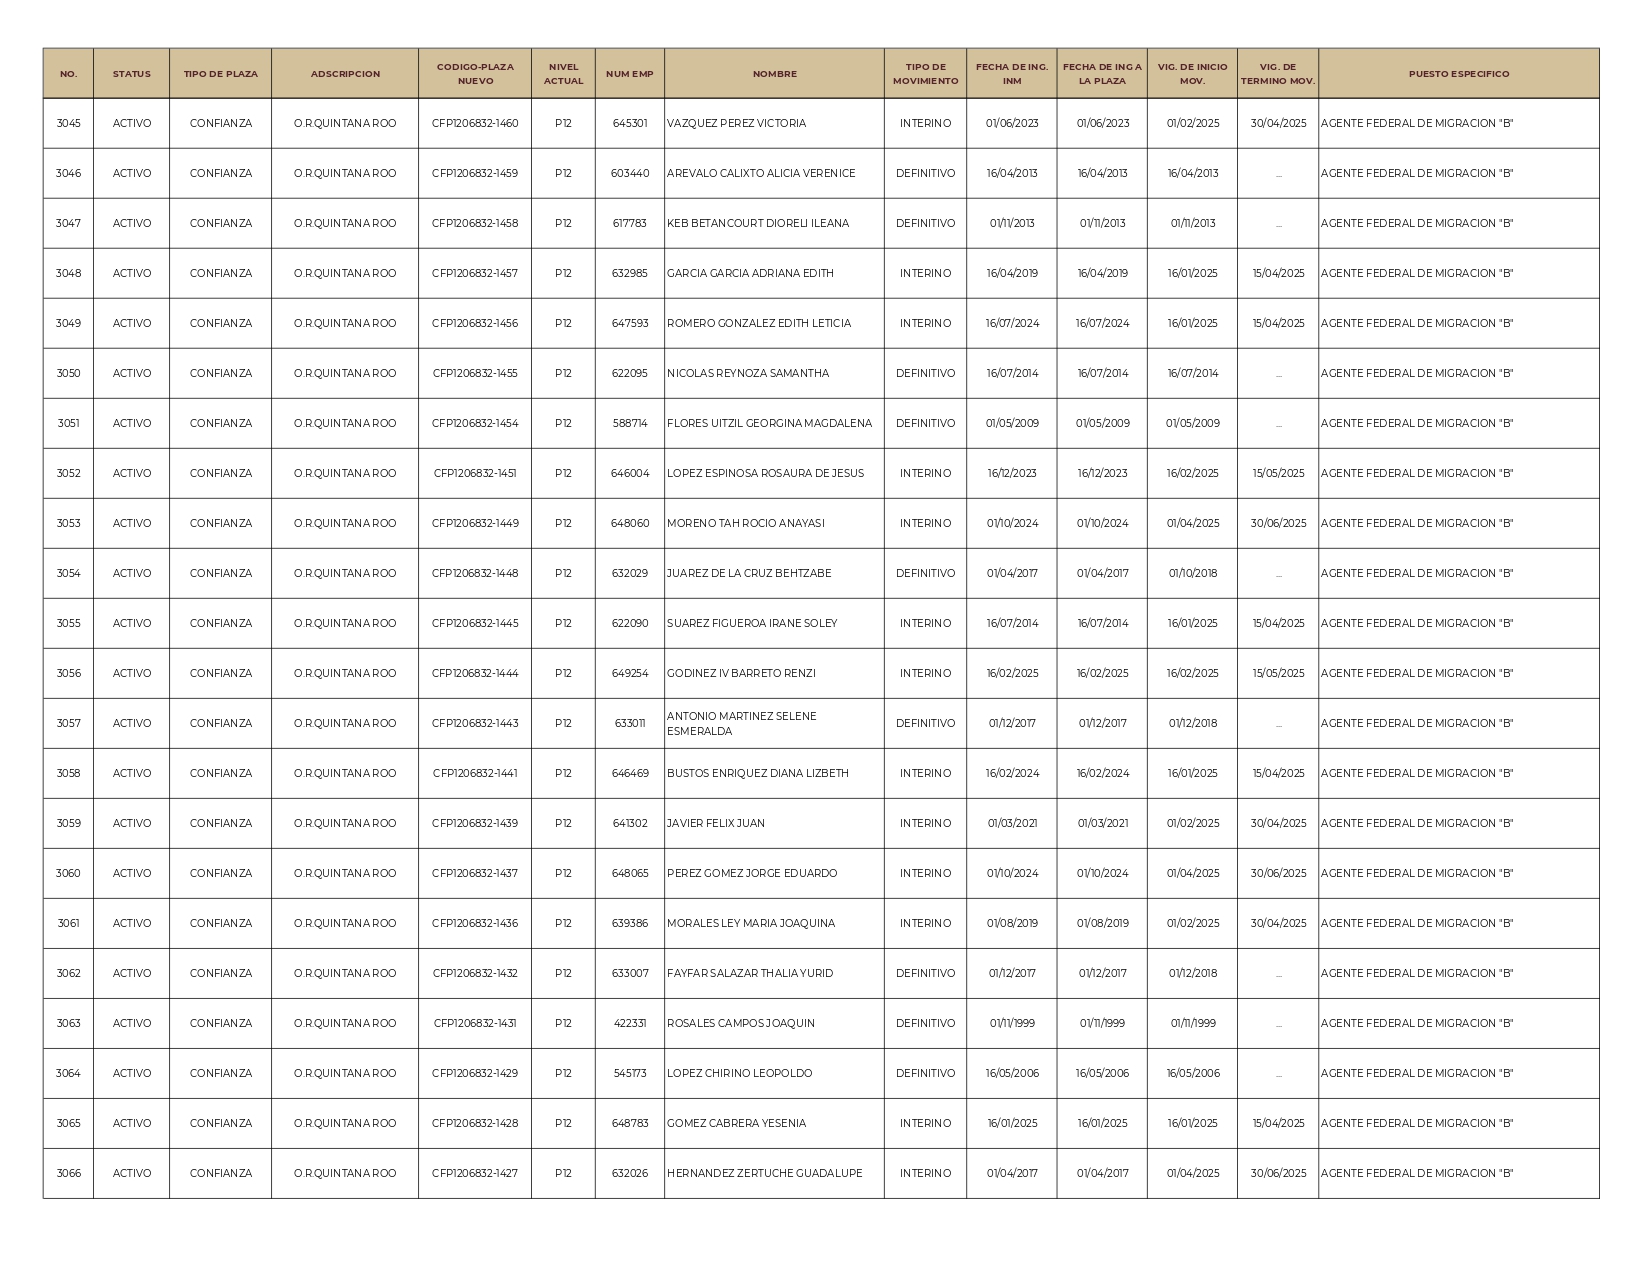 NO. STATUS TIPO DE PLAZA ADSCRIPCION CODIGO-PLAZA NUEVO NIVEL ACTUAL NUM EMP NOMBRE TIPO DE MOVIMIENTO FECHA DE ING. INM FECHA DE ING A LA PLAZA VIG. DE INICIO MOV. VIG. DE TERMINO MOV. PUESTO ESPECIFICO
3045 ACTIVO CONFIANZA O.R.QUINTANA ROO CFP1206832-1460 P12 645301 VAZQUEZ PEREZ VICTORIA INTERINO 01/06/2023 01/06/2023 01/02/2025 30/04/2025 AGENTE FEDERAL DE MIGRACION "B"
3046 ACTIVO CONFIANZA O.R.QUINTANA ROO CFP1206832-1459 P12 603440 AREVALO CALIXTO ALICIA VERENICE DEFINITIVO 16/04/2013 16/04/2013 16/04/2013 ... AGENTE FEDERAL DE MIGRACION "B"
3047 ACTIVO CONFIANZA O.R.QUINTANA ROO CFP1206832-1458 P12 617783 KEB BETANCOURT DIORELI ILEANA DEFINITIVO 01/11/2013 01/11/2013 01/11/2013 ... AGENTE FEDERAL DE MIGRACION "B"
3048 ACTIVO CONFIANZA O.R.QUINTANA ROO CFP1206832-1457 P12 632985 GARCIA GARCIA ADRIANA EDITH INTERINO 16/04/2019 16/04/2019 16/01/2025 15/04/2025 AGENTE FEDERAL DE MIGRACION "B"
3049 ACTIVO CONFIANZA O.R.QUINTANA ROO CFP1206832-1456 P12 647593 ROMERO GONZALEZ EDITH LETICIA INTERINO 16/07/2024 16/07/2024 16/01/2025 15/04/2025 AGENTE FEDERAL DE MIGRACION "B"
3050 ACTIVO CONFIANZA O.R.QUINTANA ROO CFP1206832-1455 P12 622095 NICOLAS REYNOZA SAMANTHA DEFINITIVO 16/07/2014 16/07/2014 16/07/2014 ... AGENTE FEDERAL DE MIGRACION "B"
3051 ACTIVO CONFIANZA O.R.QUINTANA ROO CFP1206832-1454 P12 588714 FLORES UITZIL GEORGINA MAGDALENA DEFINITIVO 01/05/2009 01/05/2009 01/05/2009 ... AGENTE FEDERAL DE MIGRACION "B"
3052 ACTIVO CONFIANZA O.R.QUINTANA ROO CFP1206832-1451 P12 646004 LOPEZ ESPINOSA ROSAURA DE JESUS INTERINO 16/12/2023 16/12/2023 16/02/2025 15/05/2025 AGENTE FEDERAL DE MIGRACION "B"
3053 ACTIVO CONFIANZA O.R.QUINTANA ROO CFP1206832-1449 P12 648060 MORENO TAH ROCIO ANAYASI INTERINO 01/10/2024 01/10/2024 01/04/2025 30/06/2025 AGENTE FEDERAL DE MIGRACION "B"
3054 ACTIVO CONFIANZA O.R.QUINTANA ROO CFP1206832-1448 P12 632029 JUAREZ DE LA CRUZ BEHTZABE DEFINITIVO 01/04/2017 01/04/2017 01/10/2018 ... AGENTE FEDERAL DE MIGRACION "B"
3055 ACTIVO CONFIANZA O.R.QUINTANA ROO CFP1206832-1445 P12 622090 SUAREZ FIGUEROA IRANE SOLEY INTERINO 16/07/2014 16/07/2014 16/01/2025 15/04/2025 AGENTE FEDERAL DE MIGRACION "B"
3056 ACTIVO CONFIANZA O.R.QUINTANA ROO CFP1206832-1444 P12 649254 GODINEZ IV BARRETO RENZI INTERINO 16/02/2025 16/02/2025 16/02/2025 15/05/2025 AGENTE FEDERAL DE MIGRACION "B"
3057 ACTIVO CONFIANZA O.R.QUINTANA ROO CFP1206832-1443 P12 633011 ANTONIO MARTINEZ SELENE ESMERALDA DEFINITIVO 01/12/2017 01/12/2017 01/12/2018 ... AGENTE FEDERAL DE MIGRACION "B"
3058 ACTIVO CONFIANZA O.R.QUINTANA ROO CFP1206832-1441 P12 646469 BUSTOS ENRIQUEZ DIANA LIZBETH INTERINO 16/02/2024 16/02/2024 16/01/2025 15/04/2025 AGENTE FEDERAL DE MIGRACION "B"
3059 ACTIVO CONFIANZA O.R.QUINTANA ROO CFP1206832-1439 P12 641302 JAVIER FELIX JUAN INTERINO 01/03/2021 01/03/2021 01/02/2025 30/04/2025 AGENTE FEDERAL DE MIGRACION "B"
3060 ACTIVO CONFIANZA O.R.QUINTANA ROO CFP1206832-1437 P12 648065 PEREZ GOMEZ JORGE EDUARDO INTERINO 01/10/2024 01/10/2024 01/04/2025 30/06/2025 AGENTE FEDERAL DE MIGRACION "B"
3061 ACTIVO CONFIANZA O.R.QUINTANA ROO CFP1206832-1436 P12 639386 MORALES LEY MARIA JOAQUINA INTERINO 01/08/2019 01/08/2019 01/02/2025 30/04/2025 AGENTE FEDERAL DE MIGRACION "B"
3062 ACTIVO CONFIANZA O.R.QUINTANA ROO CFP1206832-1432 P12 633007 FAYFAR SALAZAR THALIA YURID DEFINITIVO 01/12/2017 01/12/2017 01/12/2018 ... AGENTE FEDERAL DE MIGRACION "B"
3063 ACTIVO CONFIANZA O.R.QUINTANA ROO CFP1206832-1431 P12 422331 ROSALES CAMPOS JOAQUIN DEFINITIVO 01/11/1999 01/11/1999 01/11/1999 ... AGENTE FEDERAL DE MIGRACION "B"
3064 ACTIVO CONFIANZA O.R.QUINTANA ROO CFP1206832-1429 P12 545173 LOPEZ CHIRINO LEOPOLDO DEFINITIVO 16/05/2006 16/05/2006 16/05/2006 ... AGENTE FEDERAL DE MIGRACION "B"
3065 ACTIVO CONFIANZA O.R.QUINTANA ROO CFP1206832-1428 P12 648783 GOMEZ CABRERA YESENIA INTERINO 16/01/2025 16/01/2025 16/01/2025 15/04/2025 AGENTE FEDERAL DE MIGRACION "B"
3066 ACTIVO CONFIANZA O.R.QUINTANA ROO CFP1206832-1427 P12 632026 HERNANDEZ ZERTUCHE GUADALUPE INTERINO 01/04/2017 01/04/2017 01/04/2025 30/06/2025 AGENTE FEDERAL DE MIGRACION "B"